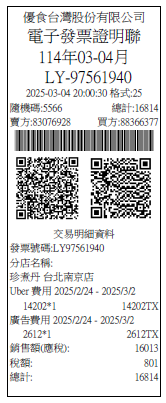 優食台灣股份有限公司
電子發票證明聯
114年03-04月
LY-97561940
2025-03-04 20:00:30 格式:25
隨機碼:5566 總計:16814
賣方:83076928 買方:88366377
交易明細資料
發票號碼:LY97561940
分店名稱:
珍煮丹 台北南京店
Uber 費用 2025/2/24 - 2025/3/2
14202*1 14202TX
廣告費用 2025/2/24 - 2025/3/2
2612*1 2612TX
銷售額(應稅): 16013
稅額: 801
總計: 16814